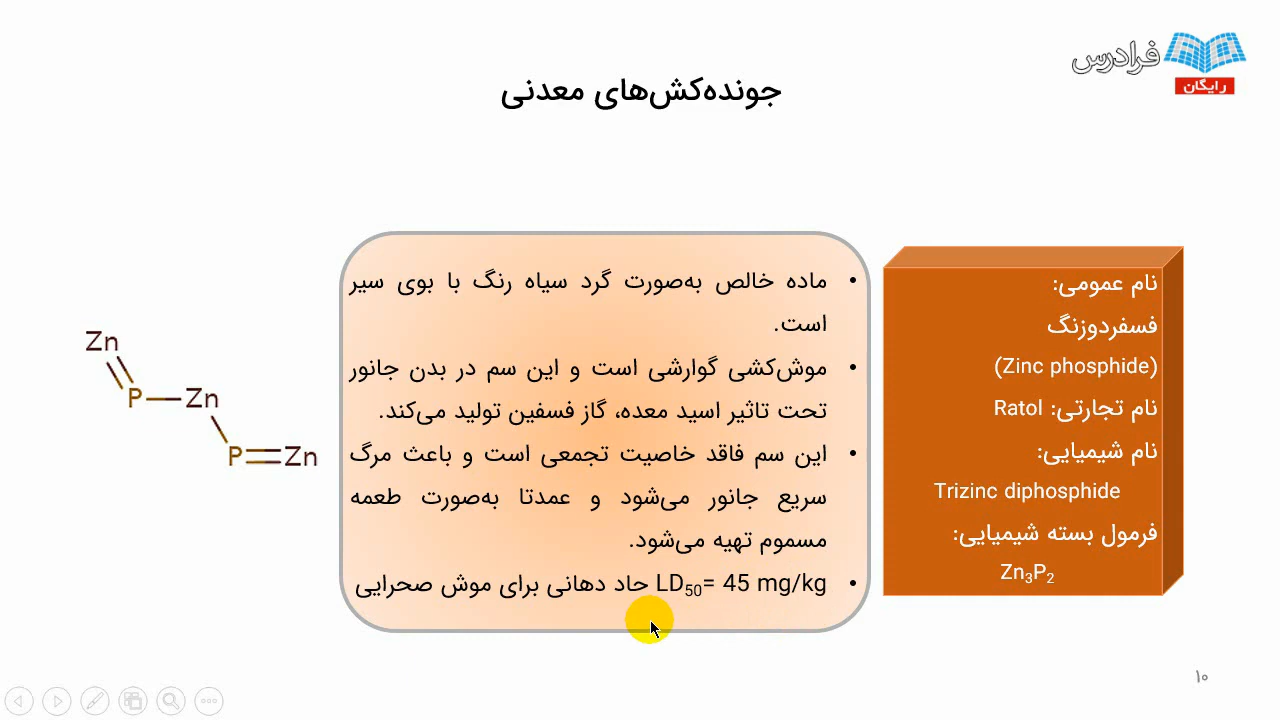 فرادرس
رایگان
جونده‌کش‌های معدنی
نام عمومی:
فسفردوزنگ
(Zinc phosphide)
نام تجارتی: Ratol
نام شیمیایی:
Trizinc diphosphide
فرمول بسته شیمیایی:
Zn₃P₂
• ماده خالص به‌صورت گرد سیاه رنگ با بوی سیر
است.
• موش‌کشی گوارشی است و این سم در بدن جانور
تحت تاثیر اسید معده، گاز فسفین تولید می‌کند.
• این سم فاقد خاصیت تجمعی است و باعث مرگ
سریع جانور می‌شود و عمدتا به‌صورت طعمه
مسموم تهیه می‌شود.
• LD₅₀= 45 mg/kg حاد دهانی برای موش صحرایی
Zn
P Zn
P Zn
۱۰